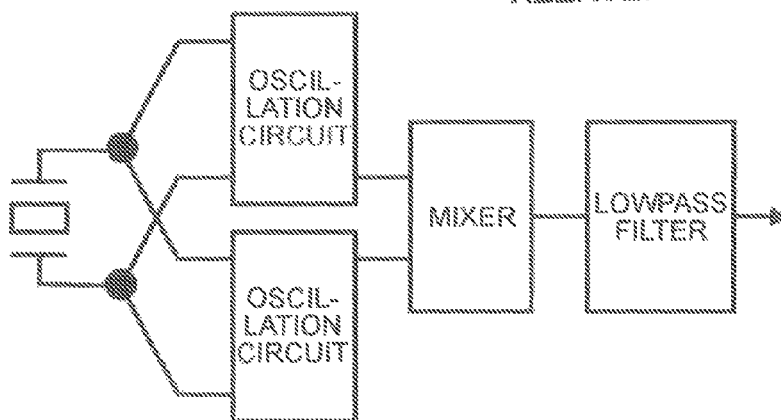 OSCIL-
LATION
CIRCUIT
MIXER
LOWPASS
FILTER
OSCIL-
LATION
CIRCUIT